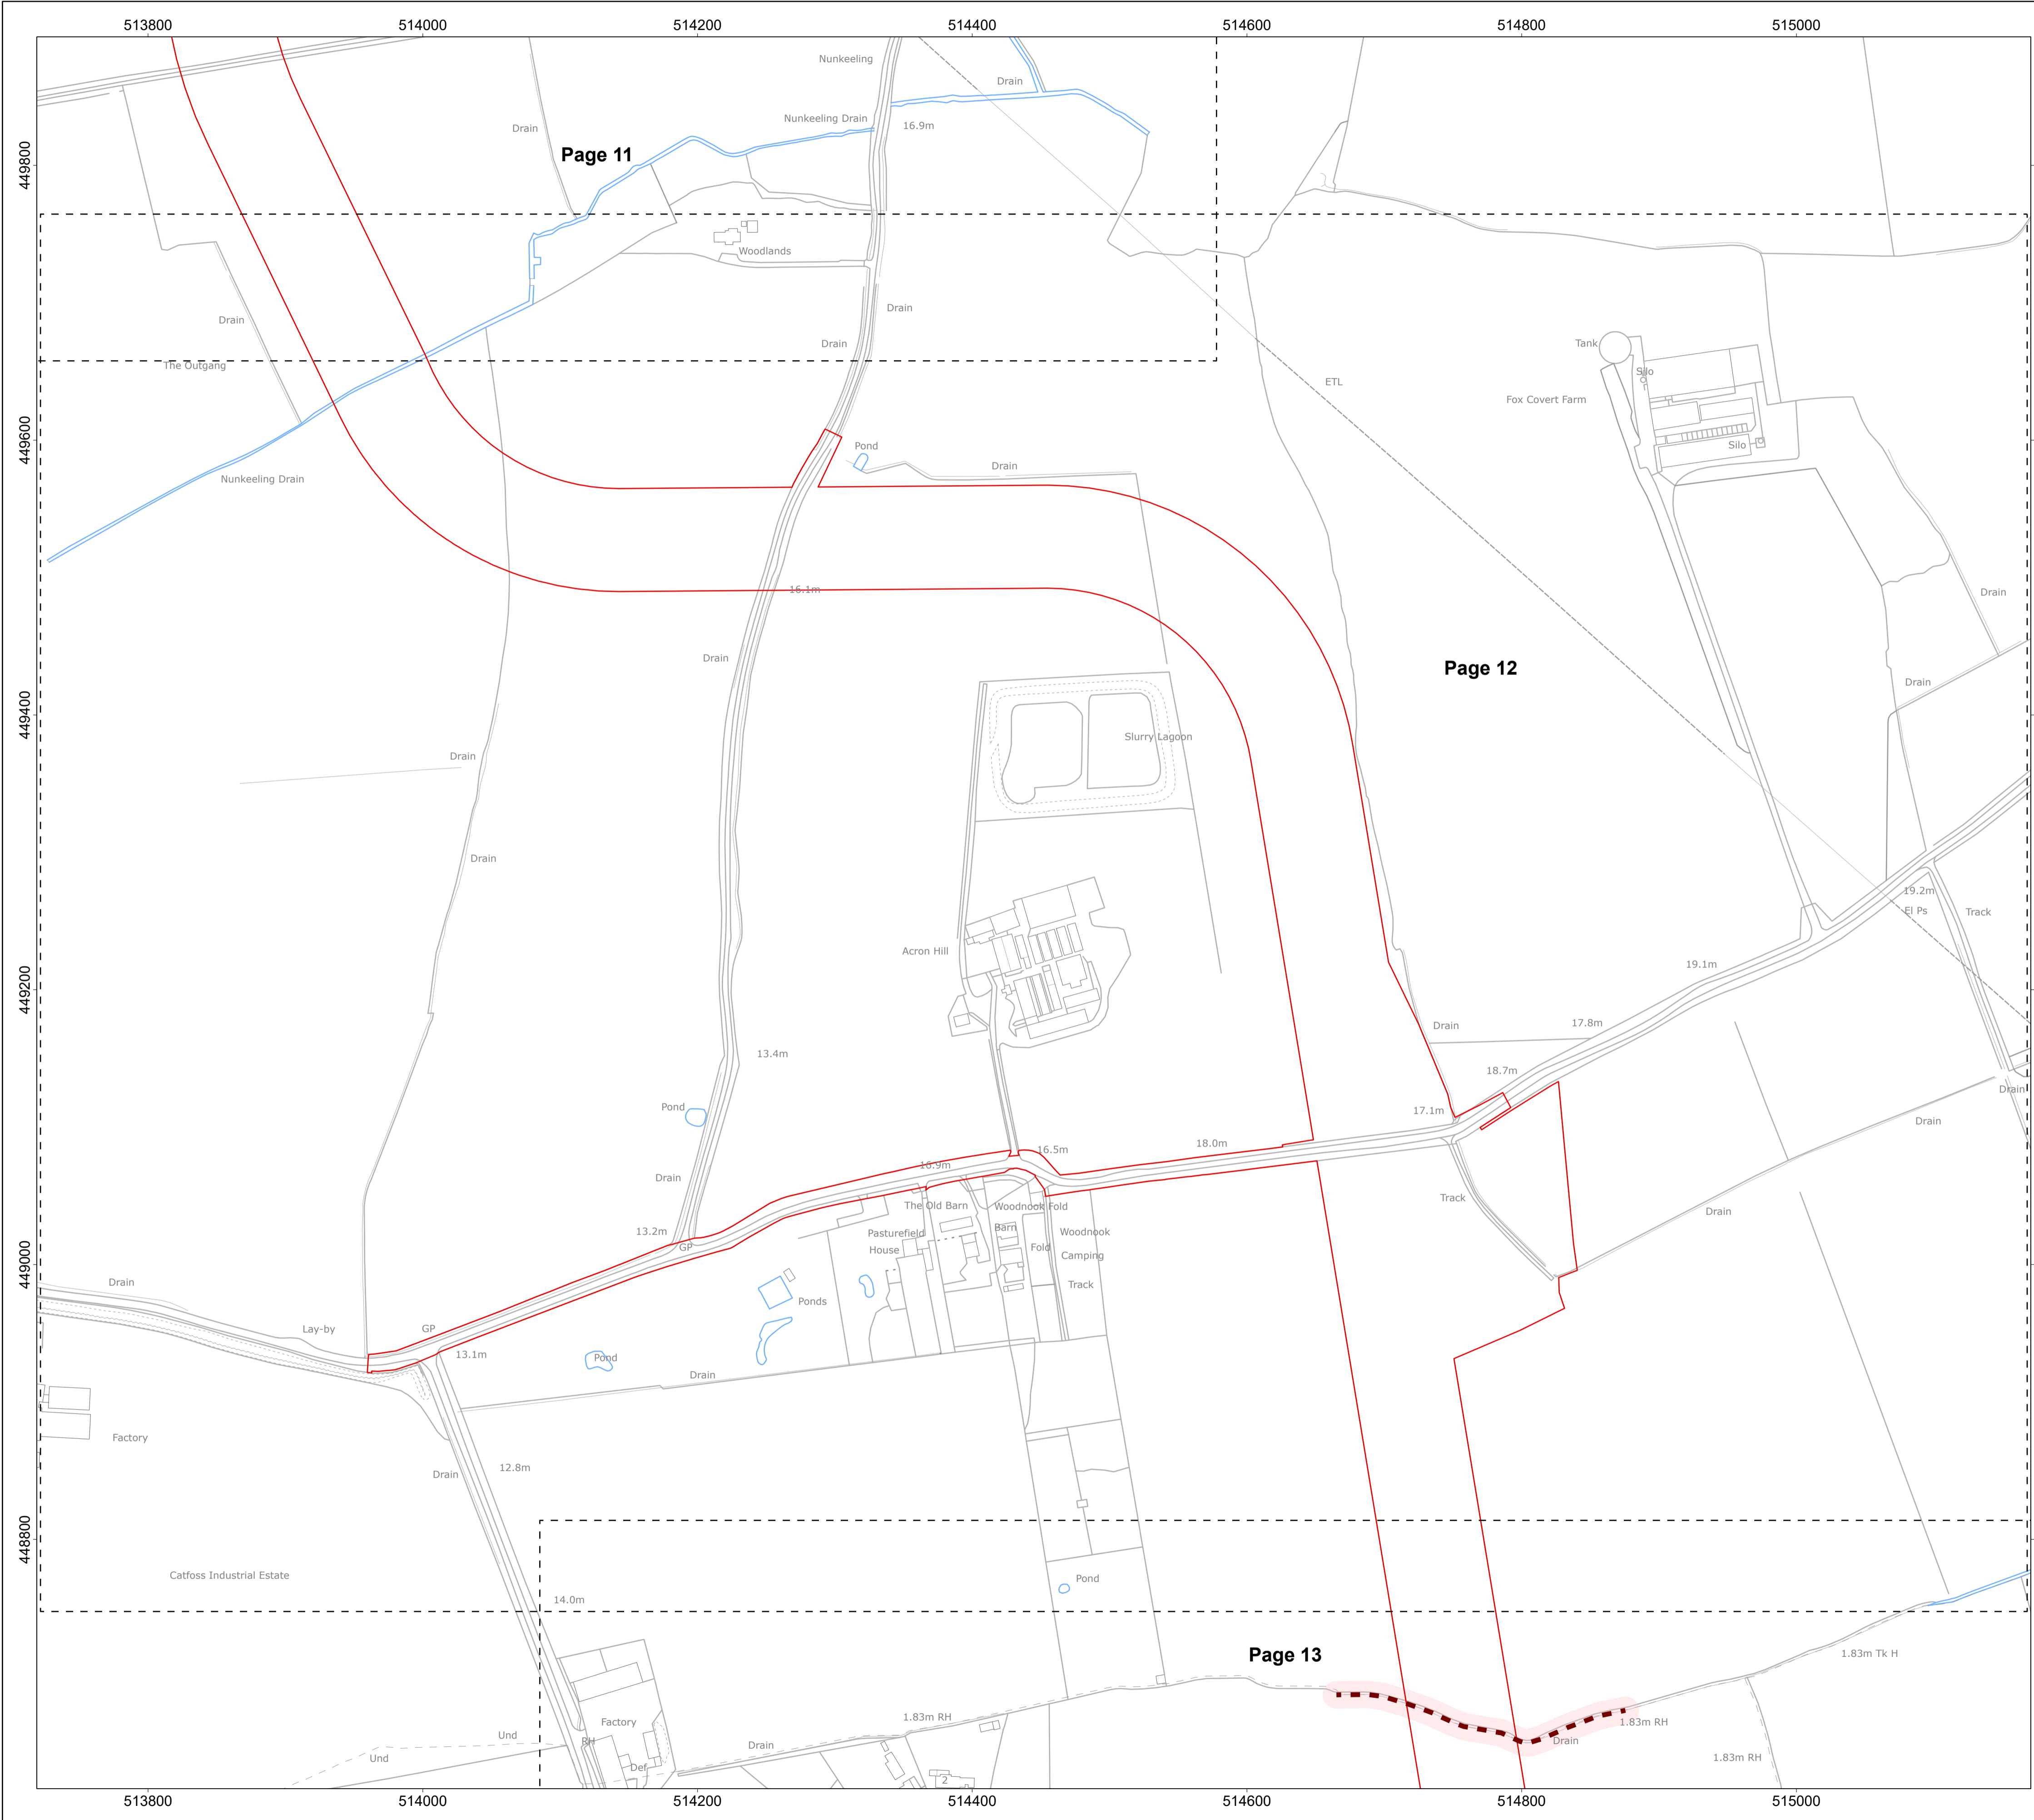 513800 514000 514200 514400 514600 514800 515000
Nunkeeling
Drain
Nunkeeling Drain
16.9m
Drain
449800
Page 11
Woodlands
Drain
Drain
Drain
Tank
The Outgang
Silo
ETL
Fox Covert Farm
449600
Pond
Silo
Drain
Nunkeeling Drain
16.1m
Drain
Drain
Page 12
Drain
449400
Slurry Lagoon
Drain
Drain
19.2m
El Ps
Track
Acron Hill
19.1m
449200
17.8m
Drain
13.4m
18.7m
Drain
Pond
17.1m
Drain
18.0m
16.5m
16.9m
Drain
Track
The Old Barn
Woodnook Fold
Drain
Barn
13.2m
Pasturefield
House
Woodnook
GP
Fold
Camping
449000
Drain
Track
Ponds
Lay-by
GP
13.1m
Pond
Drain
Factory
12.8m
Drain
448800
Catfoss Industrial Estate
Pond
14.0m
Page 13
1.83m Tk H
1.83m RH
Factory
1.83m RH
Und
RH
Drain
Drain
Und
1.83m RH
Def
2
513800 514000 514200 514400 514600 514800 515000